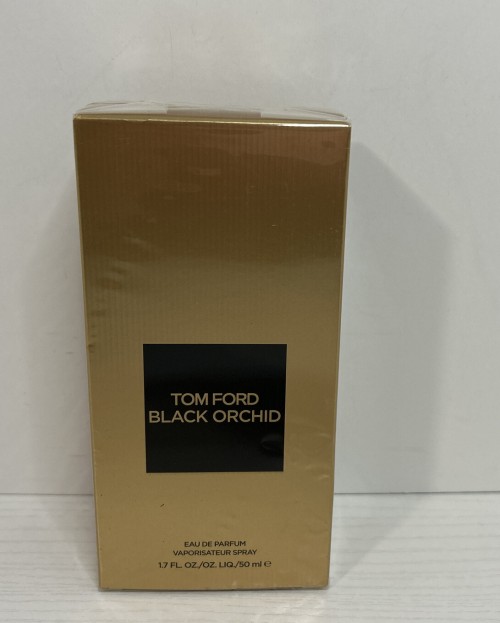 TOM FORD
BLACK ORCHID
EAU DE PARFUM
VAPORISATEUR SPRAY
1.7 FL. OZ./OZ. LIQ./50 ml ℮